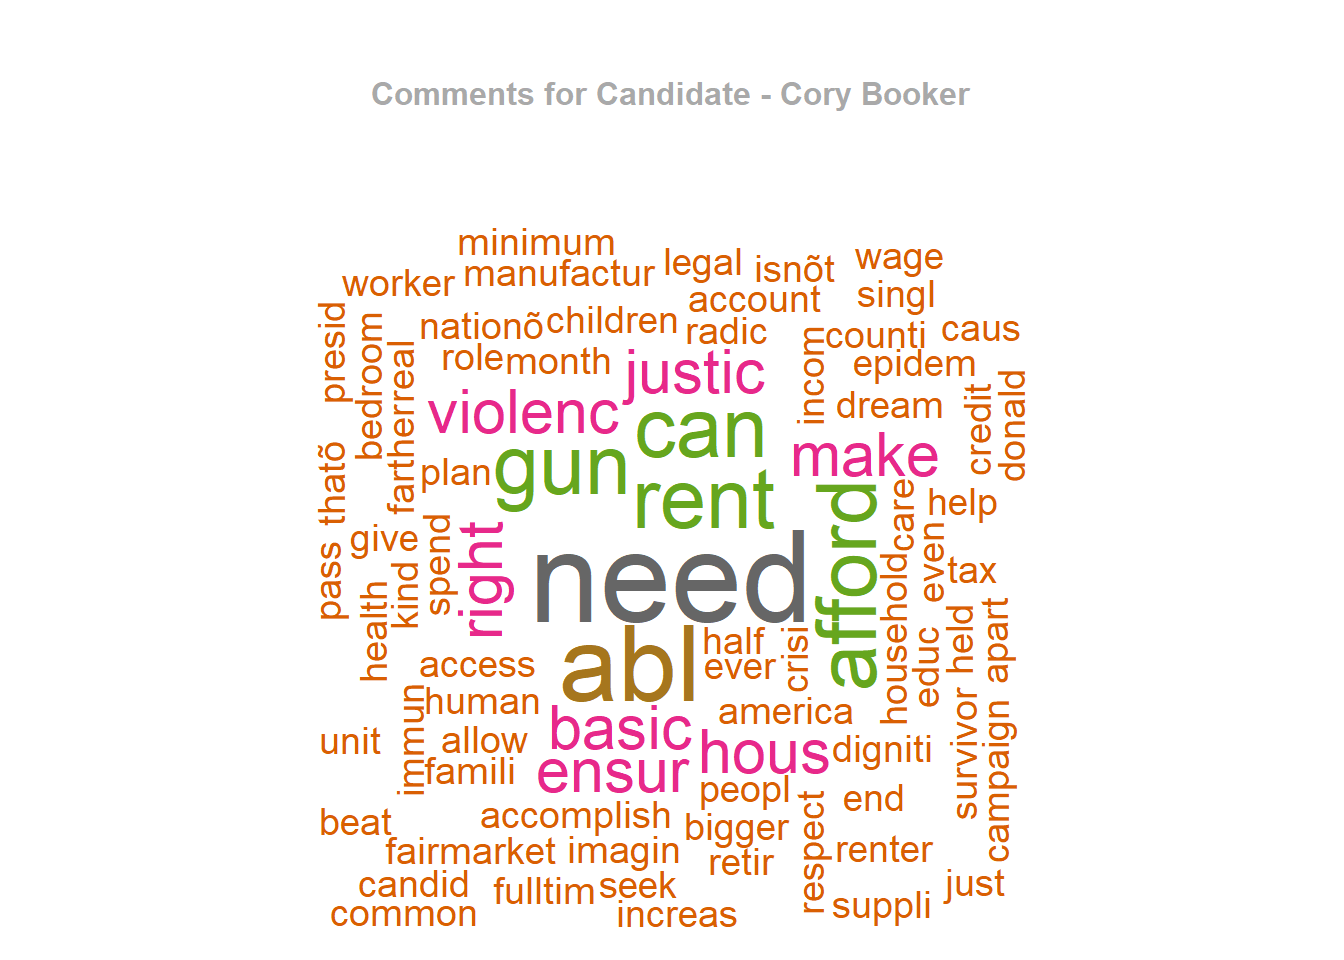 Comments for Candidate - Cory Booker
minimum
legal
isnõt
wage
worker
manufactur
account
singl
presid
bedroom
nationõ
children
radic
incom
counti
caus
real
role
month
justic
epidem
farther
violenc
can
dream
credit
donald
thatõ
plan
gun
rent
make
afford
care
help
pass
give
kind
spend
right
need
household
even
tax
health
access
abl
half
ever
crisi
educ
held
apart
human
america
unit
immun
allow
basic
hous
digniti
survivor
campaign
famili
ensur
peopl
end
beat
accomplish
bigger
respect
fairmarket
imagin
retir
renter
candid
fulltim
seek
suppli
just
common
increas